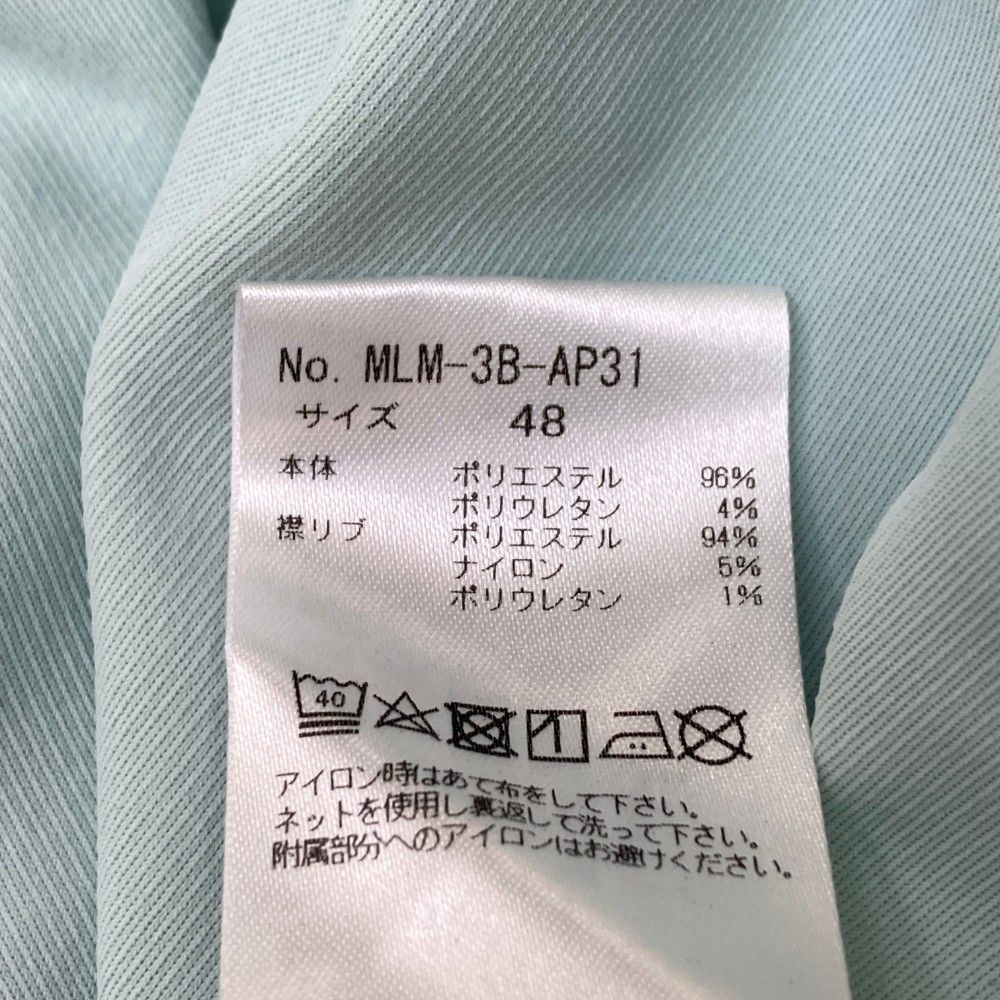 No. MLM-3B-AP31
サイズ 48
本体 ポリエステル 96%
ポリウレタン 4%
襟リブ ポリエステル 94%
ナイロン 5%
ポリウレタン 1%
40
アイロン時はあて布をして下さい。
ネットを使用し裏返して洗って下さい。
附属部分へのアイロンはお避けください。